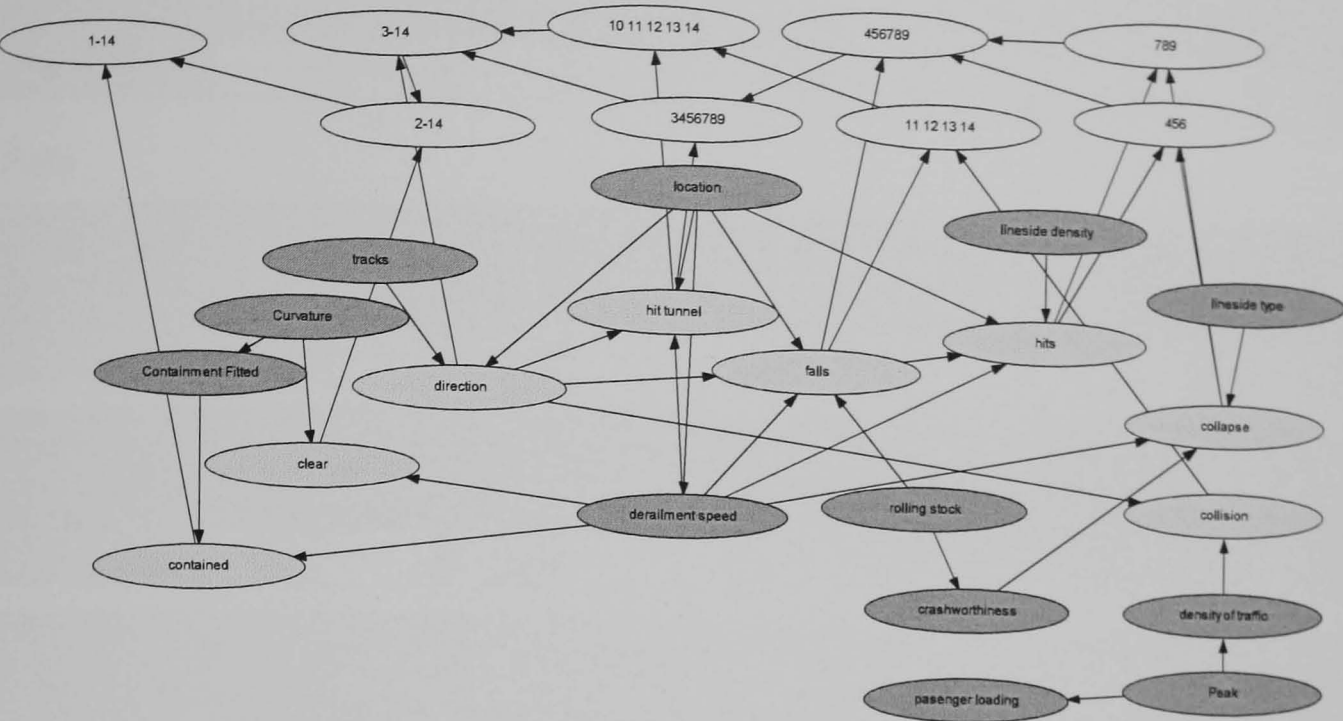 1-14
3-14
10 11 12 13 14
456789
789
2-14
3456789
11 12 13 14
456
location
tracks
lineside density
Curvature
hit tunnel
lineside type
Containment Fitted
direction
falls
hits
clear
collapse
derailment speed
rolling stock
collision
contained
crashworthiness
density of traffic
pasenger loading
Peak